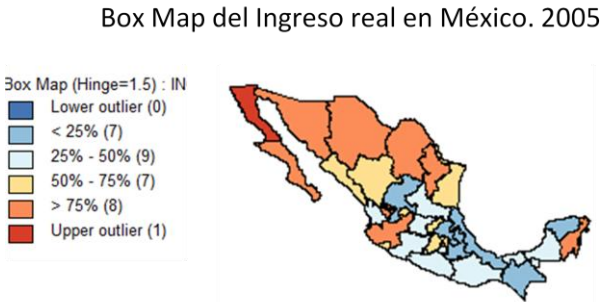 Box Map del Ingreso real en México. 2005
Box Map (Hinge=1.5) : IN
Lower outlier (0)
< 25% (7)
25% - 50% (9)
50% - 75% (7)
> 75% (8)
Upper outlier (1)